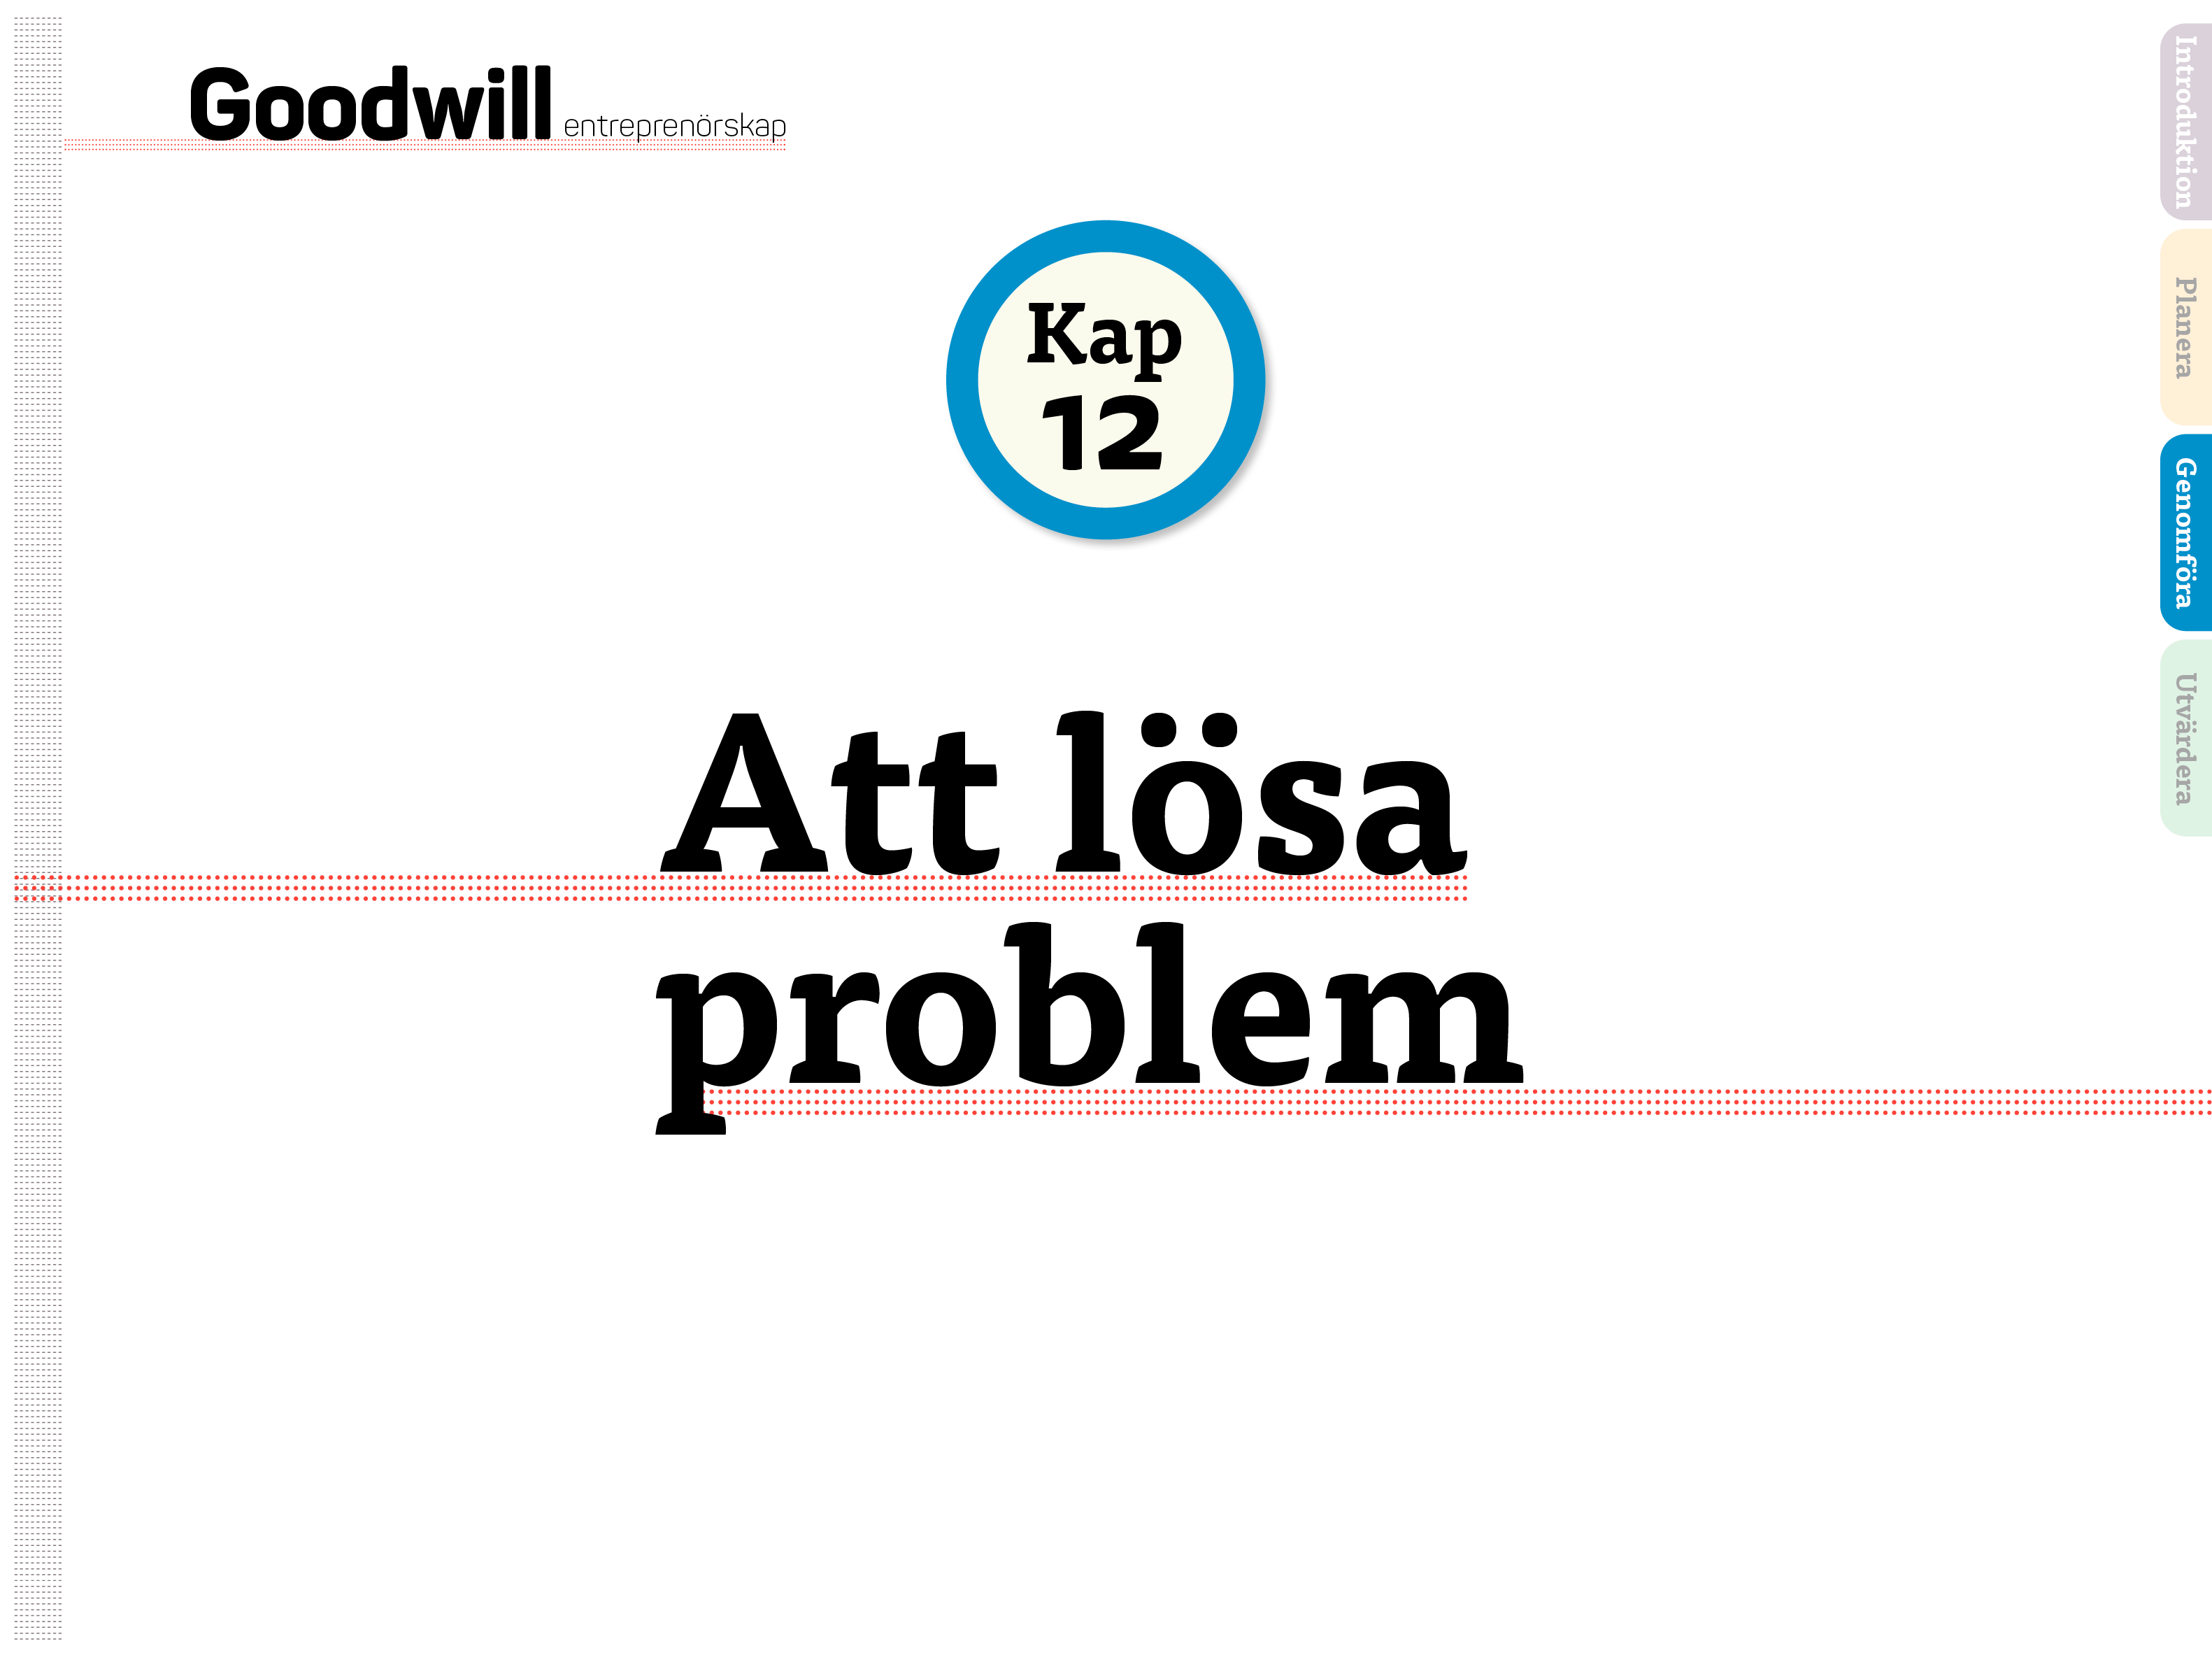 Goodwill entreprenörskap
Kap
12
Att lösa
problem
Introduktion
Planera
Genomföra
Utvärdera